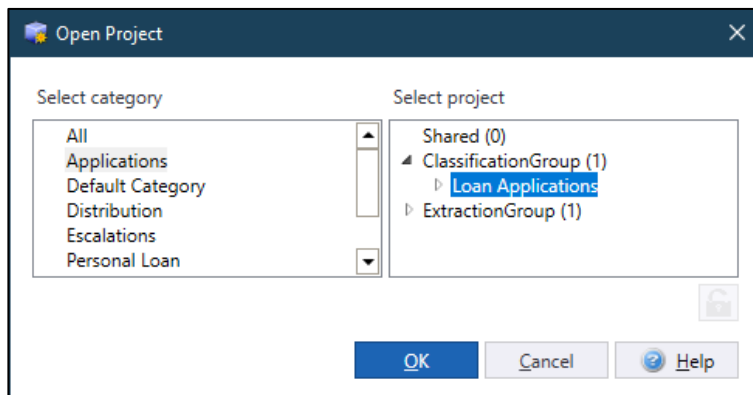 Open Project
Select category
All
Applications
Default Category
Distribution
Escalations
Personal Loan
Select project
Shared (0)
ClassificationGroup (1)
Loan Applications
ExtractionGroup (1)
OK
Cancel
Help